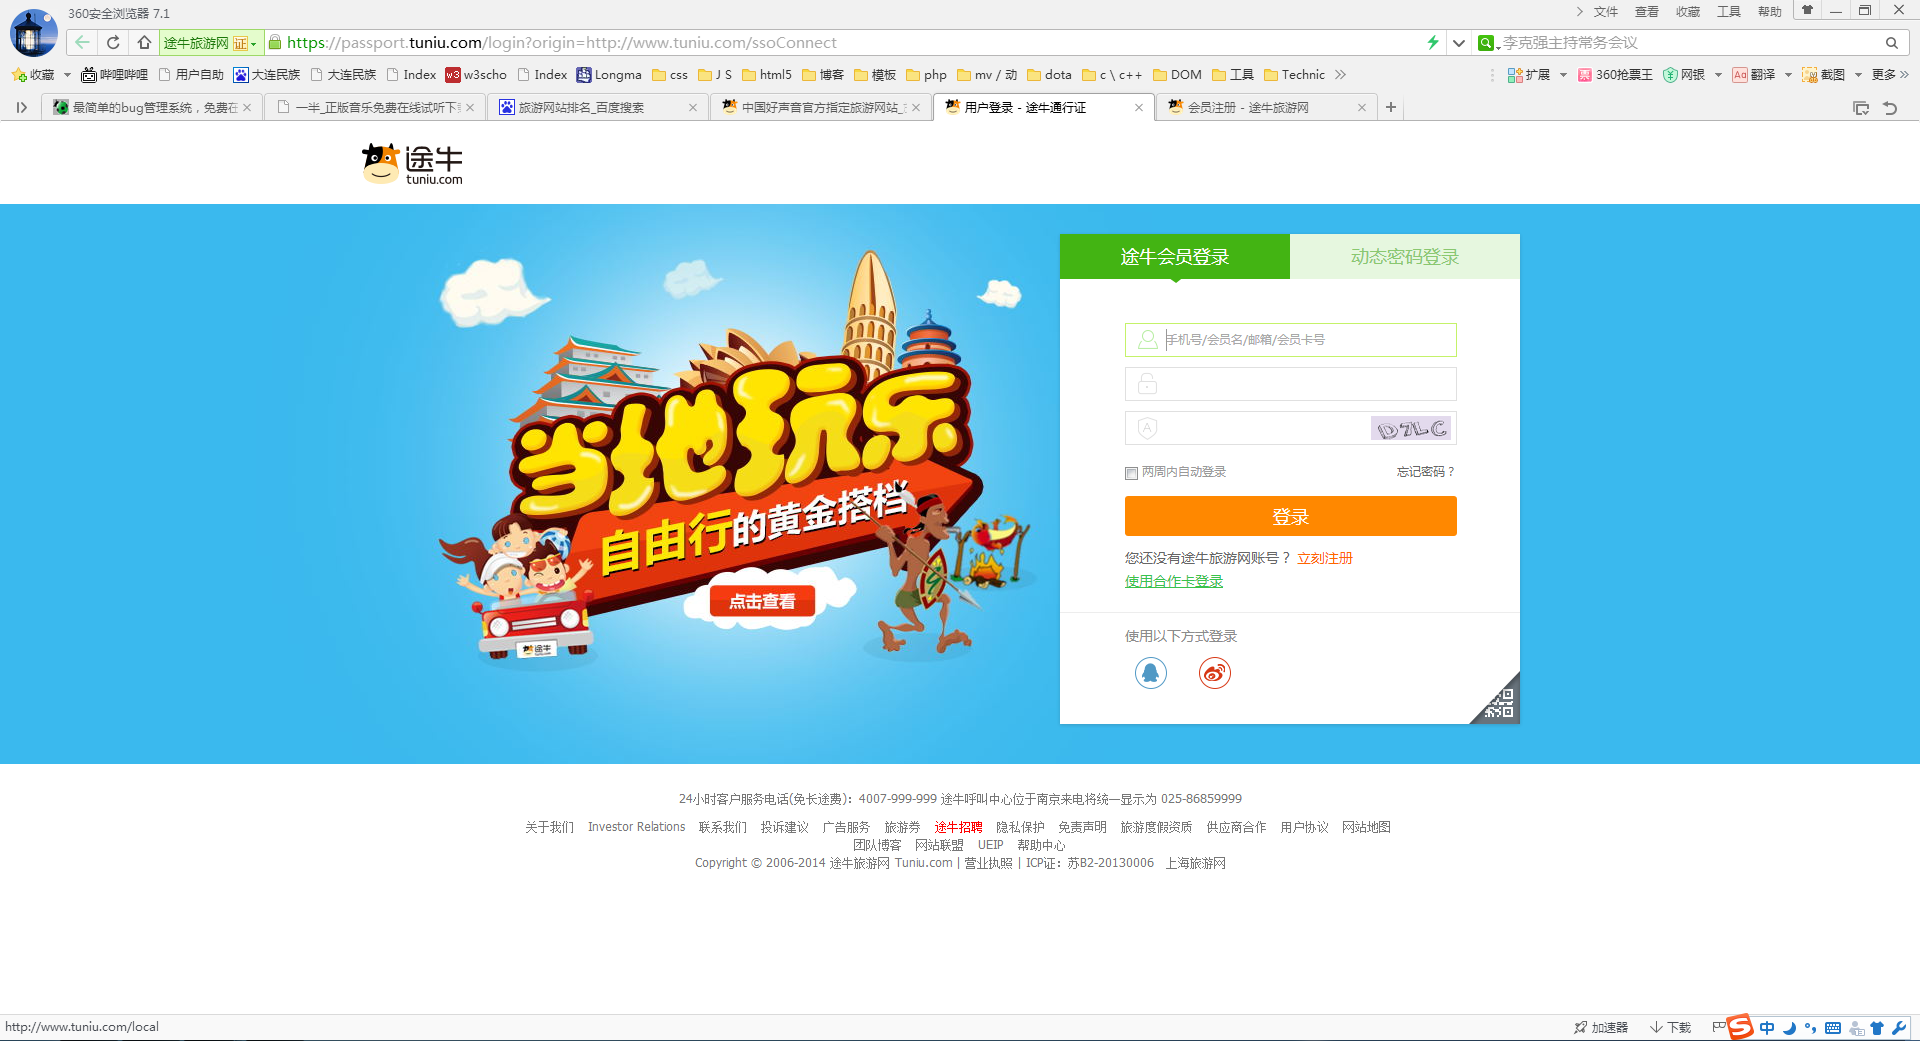 360安全浏览器 7.1
文件 查看 收藏 工具 帮助
途牛旅游网 证 https://passport.tuniu.com/login?origin=http://www.tuniu.com/ssoConnect
李克强主持常务会议
收藏 哔哩哔哩 用户自助 大连民族 大连民族 Index w3scho Index Longma css J S html5 博客 模板 php mv / 动 dota c \ c++ DOM 工具 Technic
扩展 360抢票王 网银 翻译 截图 更多
最简单的bug管理系统，免费在
一半_正版音乐免费在线试听下
旅游网站排名_百度搜索
中国好声音官方指定旅游网站_
用户登录 - 途牛通行证
会员注册 - 途牛旅游网
途牛
tuniu.com
当地玩乐
自由行的黄金搭档
点击查看
途牛
途牛会员登录 动态密码登录
手机号/会员名/邮箱/会员卡号
D7LC
两周内自动登录 忘记密码？
登录
您还没有途牛旅游网账号？ 立刻注册
使用合作卡登录
使用以下方式登录
24小时客户服务电话(免长途费)：4007-999-999 途牛呼叫中心位于南京来电将统一显示为 025-86859999
关于我们 Investor Relations 联系我们 投诉建议 广告服务 旅游券 途牛招聘 隐私保护 免责声明 旅游度假资质 供应商合作 用户协议 网站地图
团队博客 网站联盟 UEIP 帮助中心
Copyright © 2006-2014 途牛旅游网 Tuniu.com | 营业执照 | ICP证：苏B2-20130006 上海旅游网
http://www.tuniu.com/local
加速器 下载 中